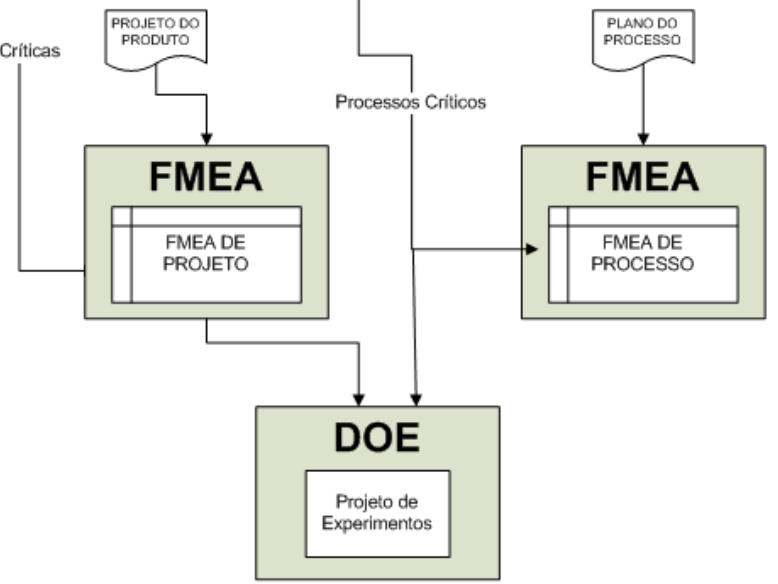 PROJETO DO
PRODUTO
PLANO DO
PROCESSO
Críticas
Processos Críticos
FMEA
FMEA DE
PROJETO
FMEA
FMEA DE
PROCESSO
DOE
Projeto de
Experimentos